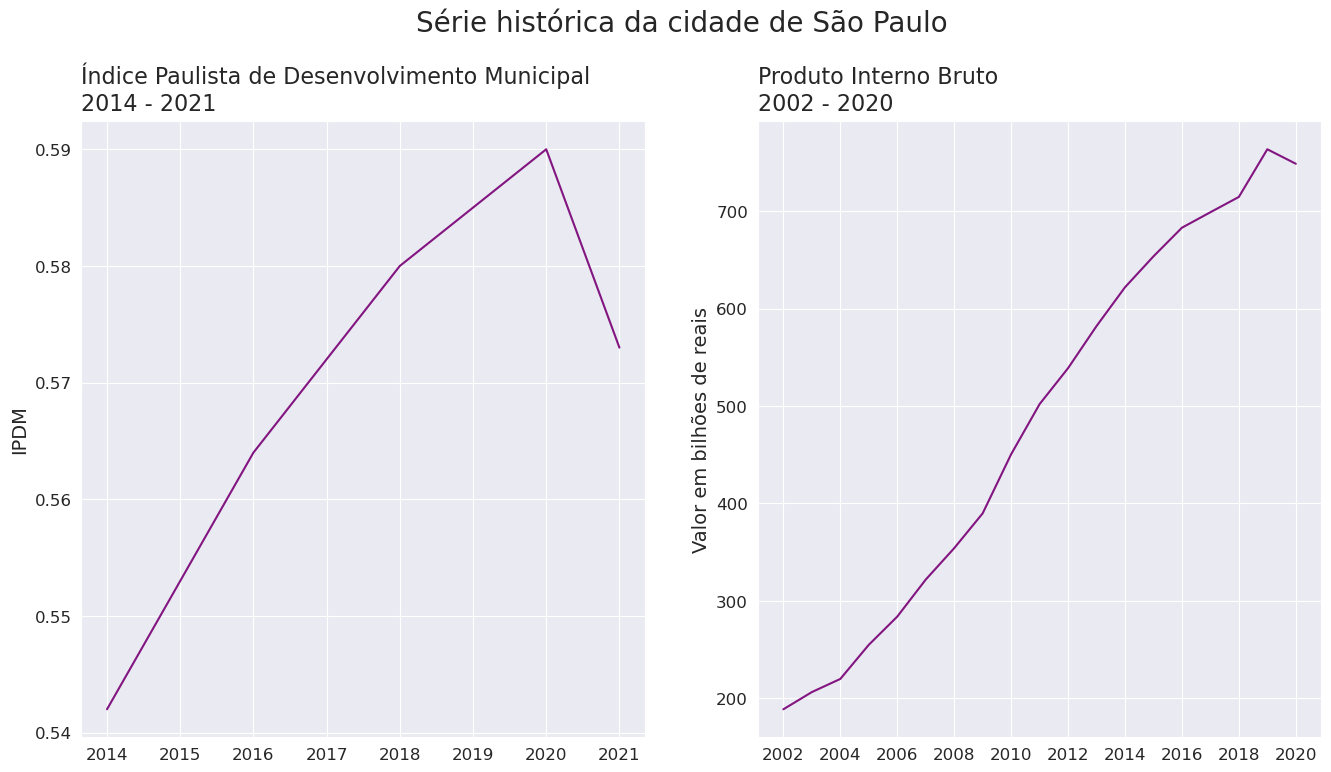 Série histórica da cidade de São Paulo
Índice Paulista de Desenvolvimento Municipal
2014 - 2021
IPDM
0.59
0.58
0.57
0.56
0.55
0.54
2014 2015 2016 2017 2018 2019 2020 2021
Produto Interno Bruto
2002 - 2020
Valor em bilhões de reais
700
600
500
400
300
200
2002 2004 2006 2008 2010 2012 2014 2016 2018 2020